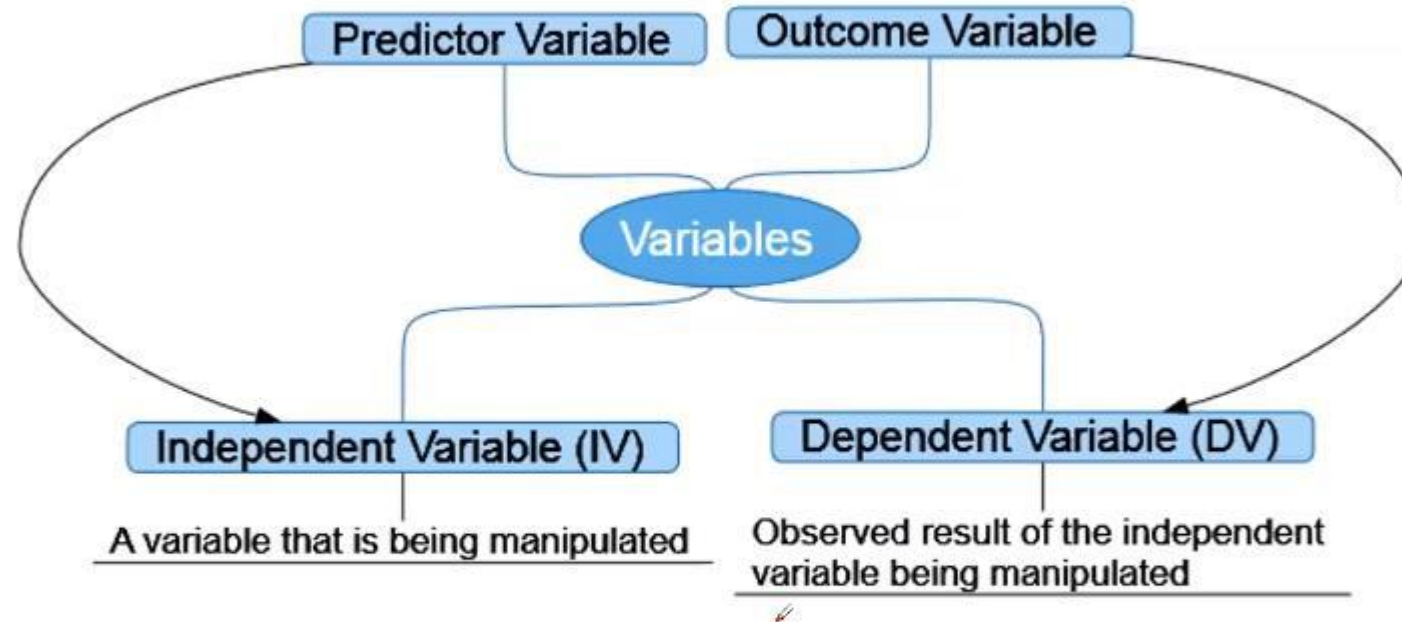 Predictor Variable
Outcome Variable
Variables
Independent Variable (IV)
Dependent Variable (DV)
A variable that is being manipulated
Observed result of the independent
variable being manipulated